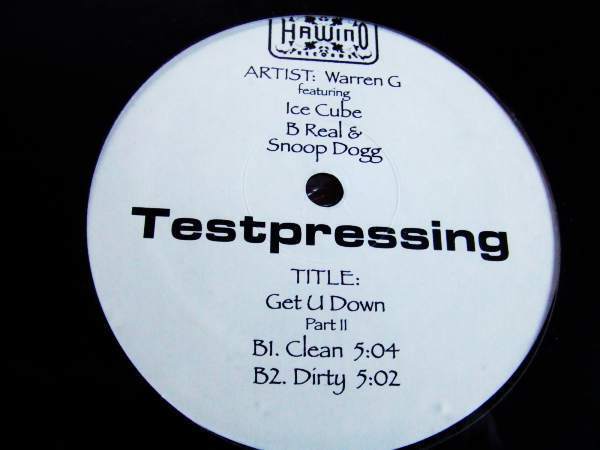 HAWINO
RECORDS
ARTIST: Warren G
featuring
Ice Cube
B Real &
Snoop Dogg
Testpressing
TITLE:
Get U Down
Part II
B1. Clean 5:04
B2. Dirty 5:02